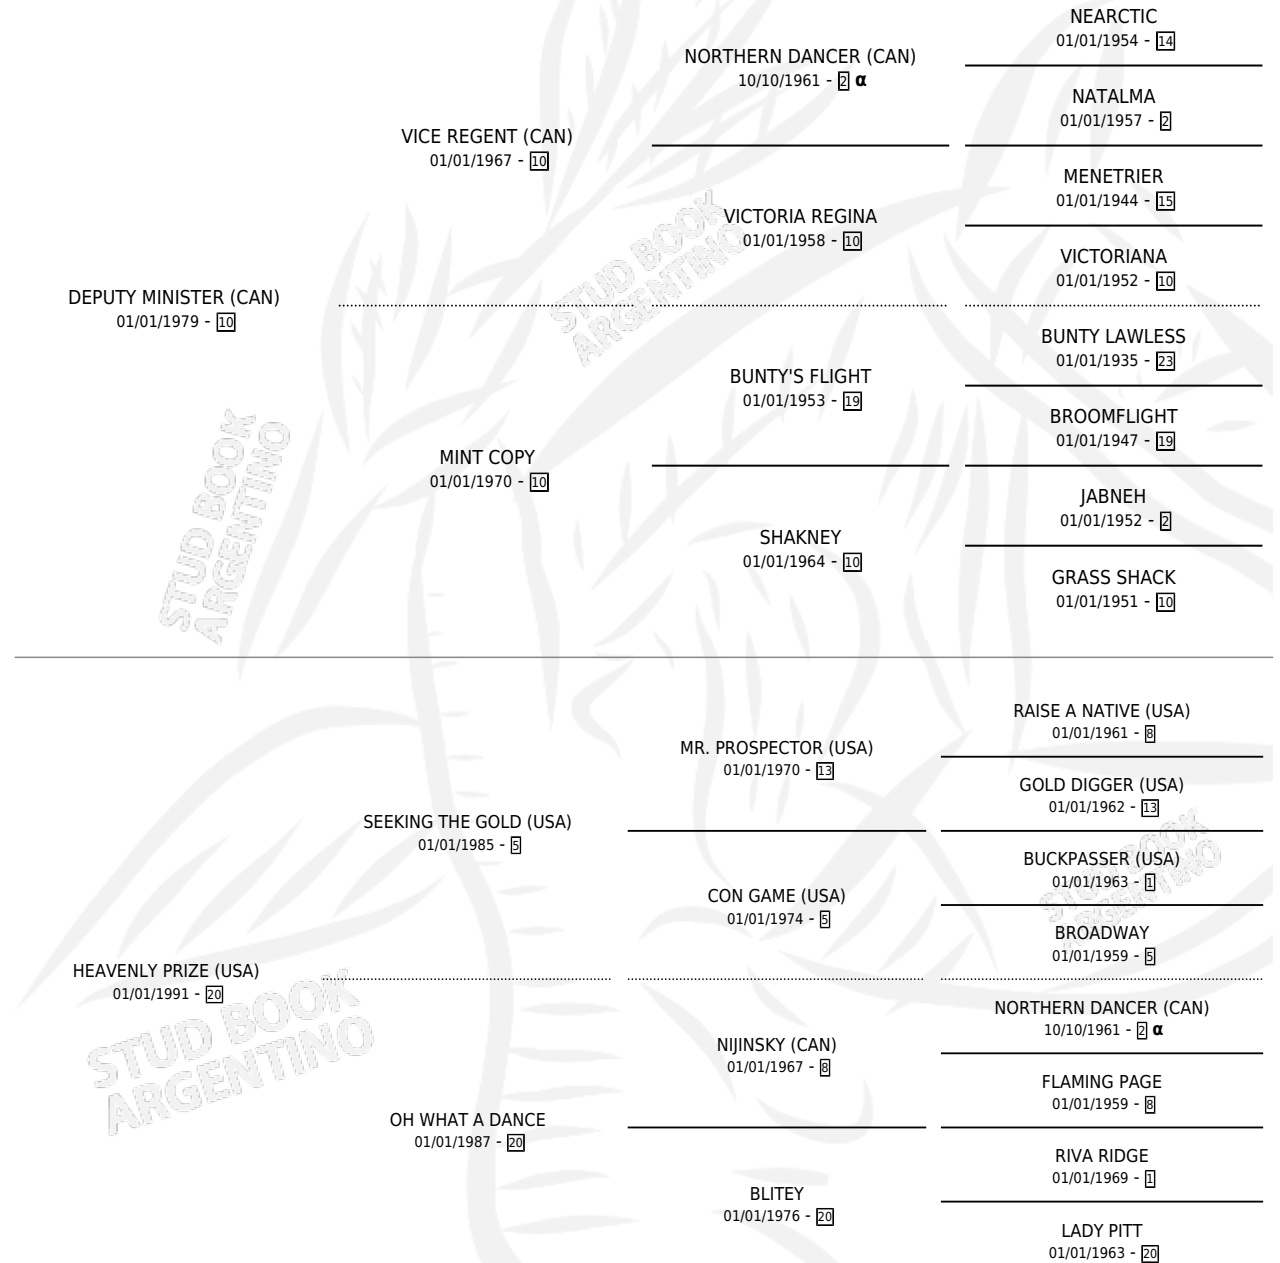 NEARCTIC
01/01/1954 - 14
NORTHERN DANCER (CAN)
10/10/1961 - 2 α
NATALMA
01/01/1957 - 2
VICE REGENT (CAN)
01/01/1967 - 10
MENETRIER
01/01/1944 - 15
VICTORIA REGINA
01/01/1958 - 10
VICTORIANA
01/01/1952 - 10
DEPUTY MINISTER (CAN)
01/01/1979 - 10
BUNTY LAWLESS
01/01/1935 - 23
BUNTY'S FLIGHT
01/01/1953 - 19
BROOMFLIGHT
01/01/1947 - 19
MINT COPY
01/01/1970 - 10
JABNEH
01/01/1952 - 2
SHAKNEY
01/01/1964 - 10
GRASS SHACK
01/01/1951 - 10
RAISE A NATIVE (USA)
01/01/1961 - 8
MR. PROSPECTOR (USA)
01/01/1970 - 13
GOLD DIGGER (USA)
01/01/1962 - 13
SEEKING THE GOLD (USA)
01/01/1985 - 5
BUCKPASSER (USA)
01/01/1963 - 1
CON GAME (USA)
01/01/1974 - 5
BROADWAY
01/01/1959 - 5
HEAVENLY PRIZE (USA)
01/01/1991 - 20
NORTHERN DANCER (CAN)
10/10/1961 - 2 α
NIJINSKY (CAN)
01/01/1967 - 8
FLAMING PAGE
01/01/1959 - 8
OH WHAT A DANCE
01/01/1987 - 20
RIVA RIDGE
01/01/1969 - 1
BLITEY
01/01/1976 - 20
LADY PITT
01/01/1963 - 20
STUD BOOK
ARGENTINO
STUD BOOK
ARGENTINO
STUD BOOK
ARGENTINO
STUD BOOK
ARGENTINO